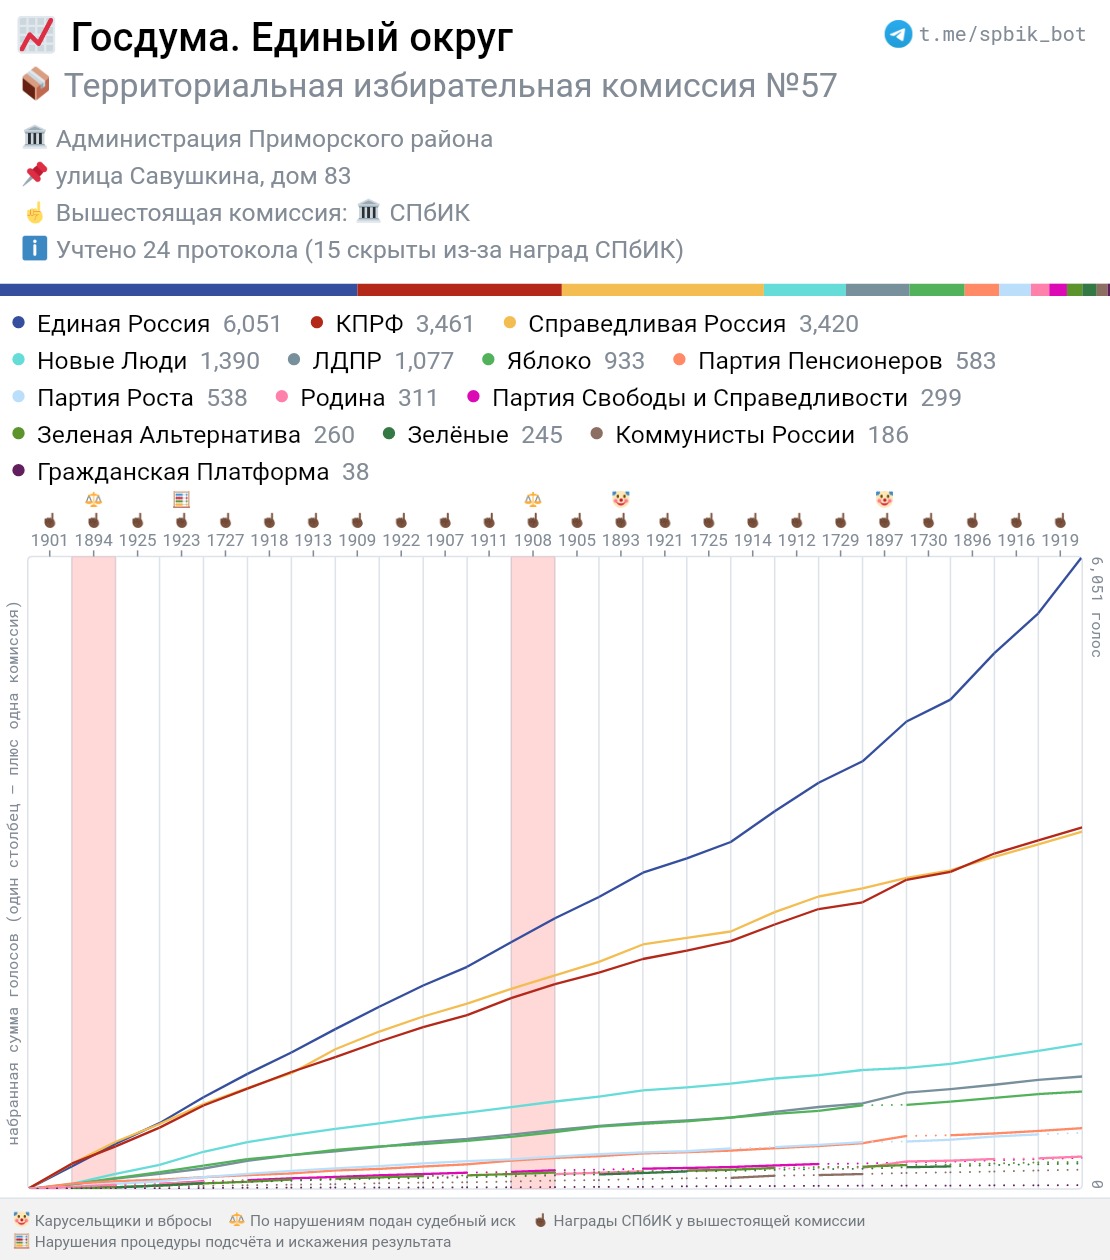 Госдума. Единый округ
t.me/spbik_bot
Территориальная избирательная комиссия №57
Администрация Приморского района
улица Савушкина, дом 83
Вышестоящая комиссия: СПбИК
Учтено 24 протокола (15 скрыты из-за наград СПбИК)
Единая Россия 6,051 КПРФ 3,461 Справедливая Россия 3,420
Новые Люди 1,390 ЛДПР 1,077 Яблоко 933 Партия Пенсионеров 583
Партия Роста 538 Родина 311 Партия Свободы и Справедливости 299
Зеленая Альтернатива 260 Зелёные 245 Коммунисты России 186
Гражданская Платформа 38
1901 1894 1925 1923 1727 1918 1913 1909 1922 1907 1911 1908 1905 1893 1921 1725 1914 1912 1729 1897 1730 1896 1916 1919
набранная сумма голосов (один столбец — плюс одна комиссия)
6,051 голос
0
Карусельщики и вбросы По нарушениям подан судебный иск Награды СПбИК у вышестоящей комиссии
Нарушения процедуры подсчёта и искажения результата